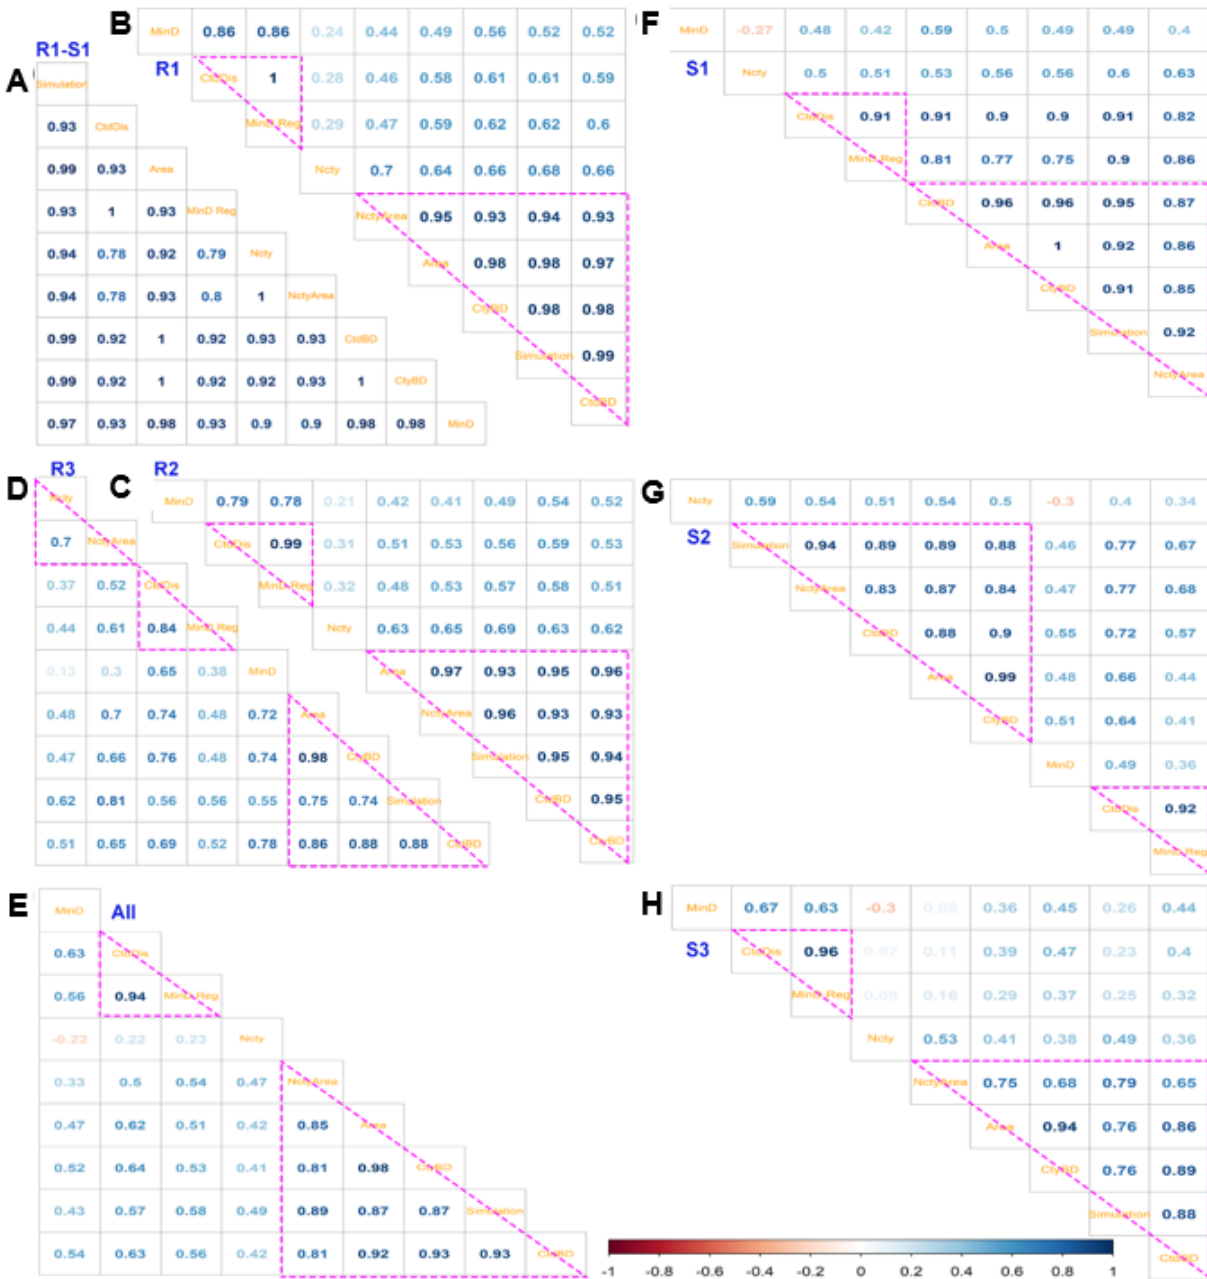 B MinD 0.86 0.86 0.24 0.44 0.49 0.56 0.52 0.52
R1 CtdDis 1 0.28 0.46 0.58 0.61 0.61 0.59
MinD Reg 0.29 0.47 0.59 0.62 0.62 0.6
Ncty 0.7 0.64 0.66 0.68 0.66
NctyArea 0.95 0.93 0.94 0.93
Area 0.98 0.98 0.97
CtyBD 0.98 0.98
Simulation 0.99
CtdBD
R1-S1
A Simulation
0.93 CtdDis
0.99 0.93 Area
0.93 1 0.93 MinD Reg
0.94 0.78 0.92 0.79 Ncty
0.94 0.78 0.93 0.8 1 NctyArea
0.99 0.92 1 0.92 0.93 0.93 CtdBD
0.99 0.92 1 0.92 0.92 0.93 1 CtyBD
0.97 0.93 0.98 0.93 0.9 0.9 0.98 0.98 MinD
F MinD -0.27 0.48 0.42 0.59 0.5 0.49 0.49 0.4
S1 Ncty 0.5 0.51 0.53 0.56 0.56 0.6 0.63
CtdDis 0.91 0.91 0.9 0.9 0.91 0.82
MinD Reg 0.81 0.77 0.75 0.9 0.86
CtdBD 0.96 0.96 0.95 0.87
Area 1 0.92 0.86
CtyBD 0.91 0.85
Simulation 0.92
NctyArea
R3
D Ncty
0.7 NctyArea
0.37 0.52 CtdDis
0.44 0.61 0.84 MinD Reg
0.13 0.3 0.65 0.38 MinD
0.48 0.7 0.74 0.48 0.72 Area
0.47 0.66 0.76 0.48 0.74 0.98 CtyBD
0.62 0.81 0.56 0.56 0.55 0.75 0.74 Simulation
0.51 0.65 0.69 0.52 0.78 0.86 0.88 0.88 CtdBD
R2
C MinD 0.79 0.78 0.21 0.42 0.41 0.49 0.54 0.52
CtdDis 0.99 0.31 0.51 0.53 0.56 0.59 0.53
MinD Reg 0.32 0.48 0.53 0.57 0.58 0.51
Ncty 0.63 0.65 0.69 0.63 0.62
Area 0.97 0.93 0.95 0.96
NctyArea 0.96 0.93 0.93
Simulation 0.95 0.94
CtdBD 0.95
CtyBD
G Ncty 0.59 0.54 0.51 0.54 0.5 -0.3 0.4 0.34
S2 Simulation 0.94 0.89 0.89 0.88 0.46 0.77 0.67
NctyArea 0.83 0.87 0.84 0.47 0.77 0.68
CtdBD 0.88 0.9 0.55 0.72 0.57
Area 0.99 0.48 0.66 0.44
CtyBD 0.51 0.64 0.41
MinD 0.49 0.36
CtdDis 0.92
MinD Reg
E MinD All
0.63 CtdDis
0.56 0.94 MinD Reg
-0.22 0.22 0.23 Ncty
0.33 0.5 0.54 0.47 NctyArea
0.47 0.62 0.51 0.42 0.85 Area
0.52 0.64 0.53 0.41 0.81 0.98 CtyBD
0.43 0.57 0.58 0.49 0.89 0.87 0.87 Simulation
0.54 0.63 0.56 0.42 0.81 0.92 0.93 0.93 CtdBD
H MinD 0.67 0.63 -0.3 0.08 0.36 0.45 0.26 0.44
S3 CtdDis 0.96 0.07 0.11 0.39 0.47 0.23 0.4
MinD Reg 0.09 0.16 0.29 0.37 0.25 0.32
Ncty 0.53 0.41 0.38 0.49 0.36
NctyArea 0.75 0.68 0.79 0.65
Area 0.94 0.76 0.86
CtyBD 0.76 0.89
Simulation 0.88
CtdBD
-1 -0.8 -0.6 -0.4 -0.2 0 0.2 0.4 0.6 0.8 1